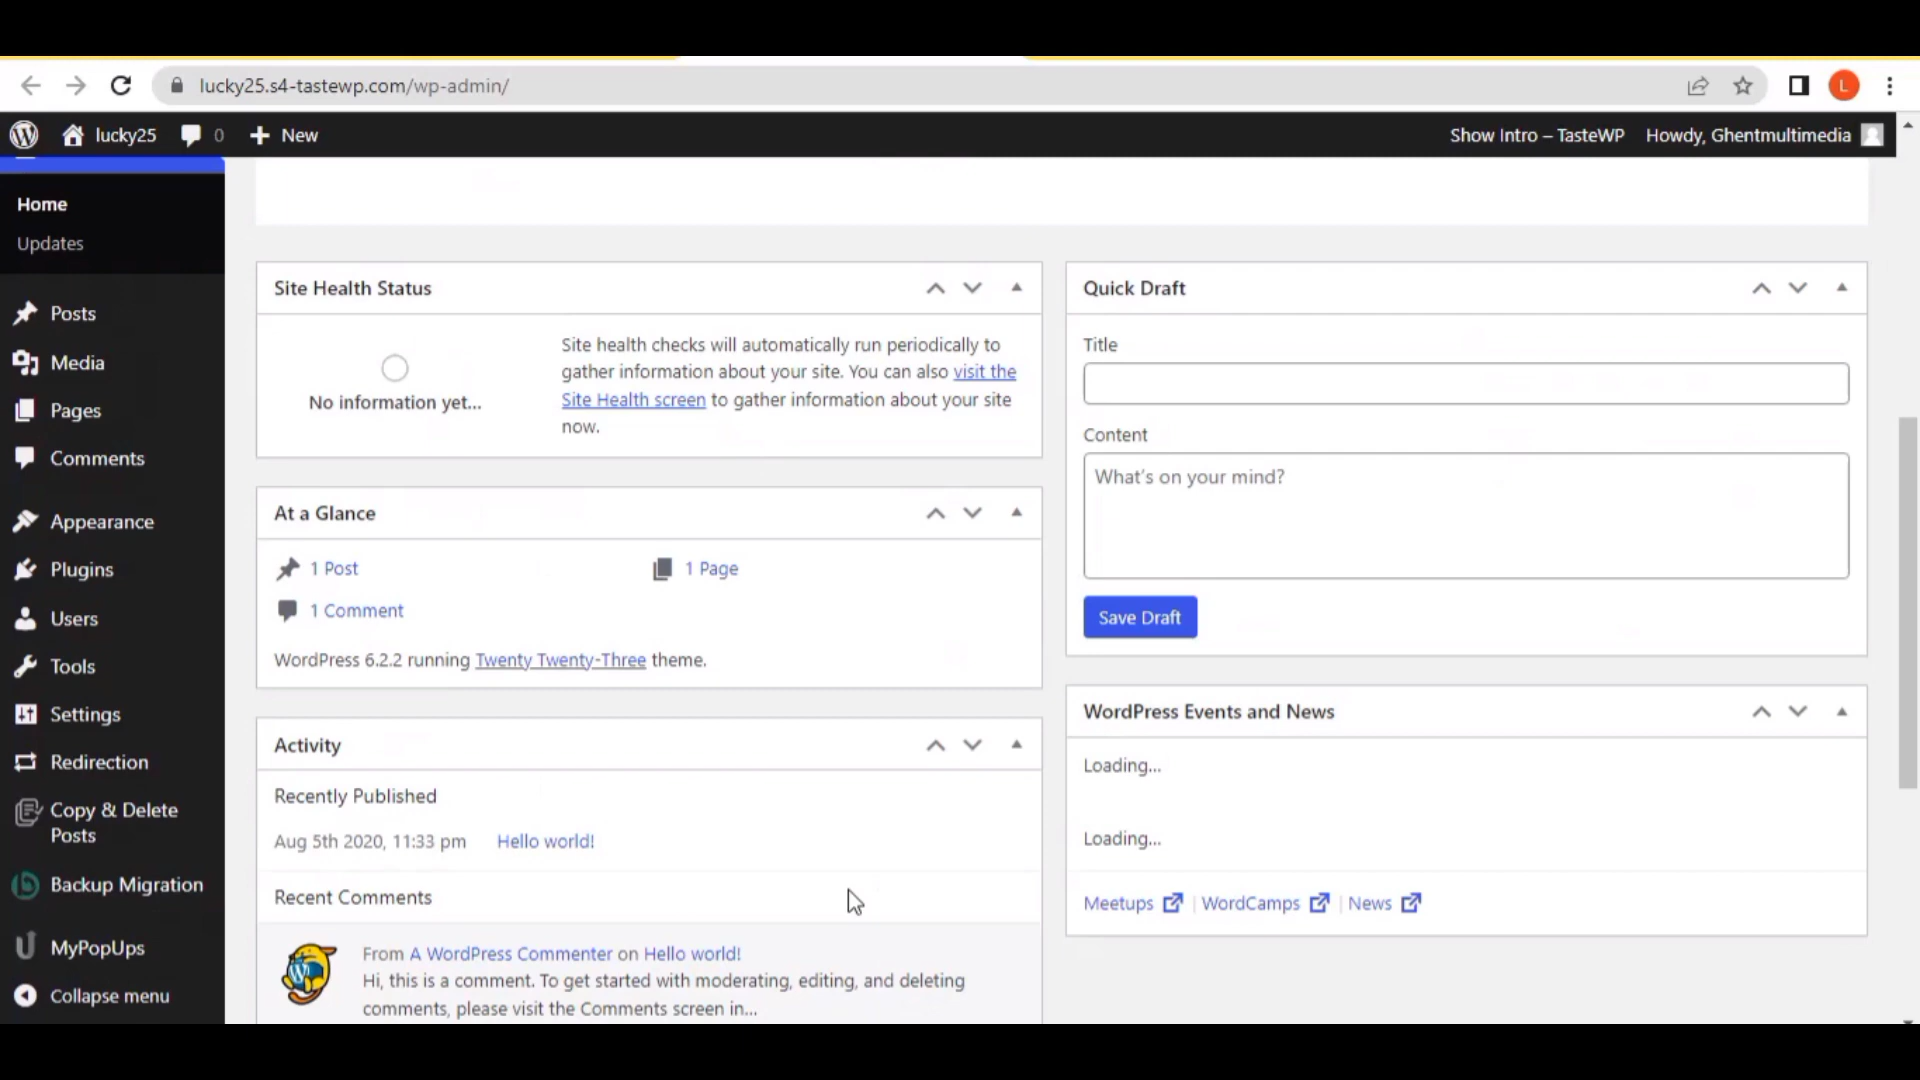 lucky25.s4-tastewp.com/wp-admin/
L
lucky25
0
New
Show Intro – TasteWP
Howdy, Ghentmultimedia
Home
Updates
Posts
Media
Pages
Comments
Appearance
Plugins
Users
Tools
Settings
Redirection
Copy & Delete
Posts
Backup Migration
MyPopUps
Collapse menu
Site Health Status
No information yet...
Site health checks will automatically run periodically to
gather information about your site. You can also visit the
Site Health screen to gather information about your site
now.
At a Glance
1 Post
1 Page
1 Comment
WordPress 6.2.2 running Twenty Twenty-Three theme.
Activity
Recently Published
Aug 5th 2020, 11:33 pm
Hello world!
Recent Comments
From A WordPress Commenter on Hello world!
Hi, this is a comment. To get started with moderating, editing, and deleting
comments, please visit the Comments screen in...
Quick Draft
Title
Content
What's on your mind?
Save Draft
WordPress Events and News
Loading...
Loading...
Meetups | WordCamps | News